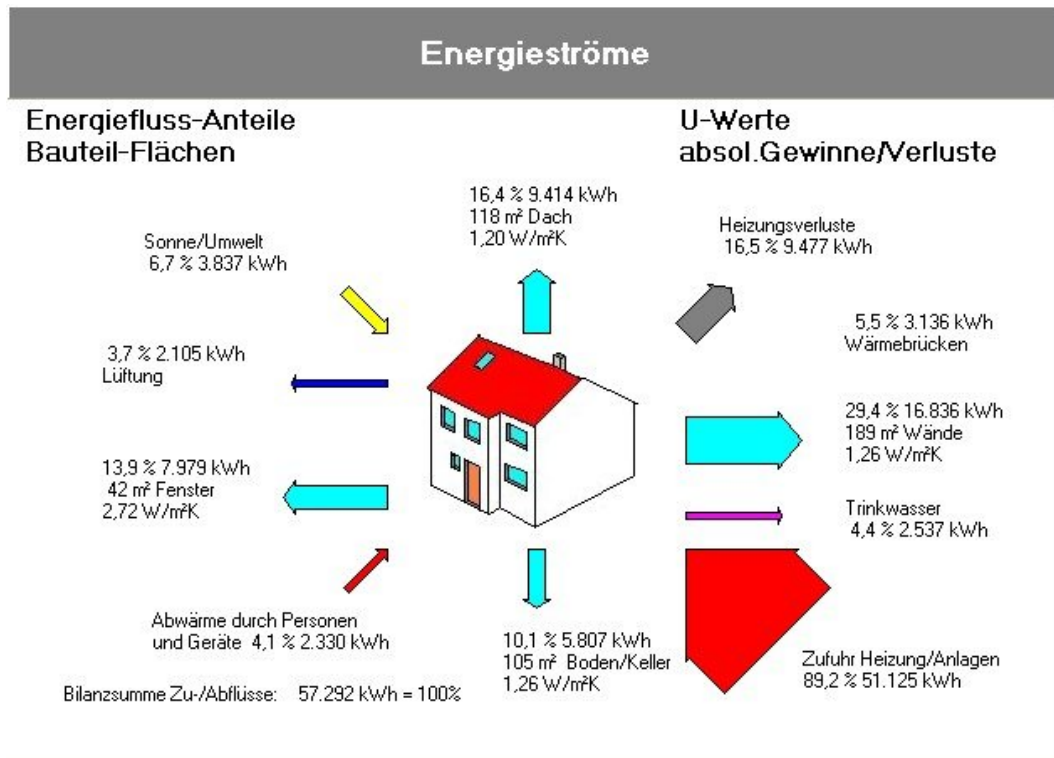 Energieströme
Energiefluss-Anteile
Bauteil-Flächen
U-Werte
absol.Gewinne/Verluste
16,4 % 9.414 kWh
118 m² Dach
1,20 W/m²K
Heizungsverluste
16,5 % 9.477 kWh
Sonne/Umwelt
6,7 % 3.837 kWh
5,5 % 3.136 kWh
Wärmebrücken
3,7 % 2.105 kWh
Lüftung
29,4 % 16.836 kWh
189 m² Wände
1,26 W/m²K
13,9 % 7.979 kWh
42 m² Fenster
2,72 W/m²K
Trinkwasser
4,4 % 2.537 kWh
Abwärme durch Personen
und Geräte 4,1 % 2.330 kWh
10,1 % 5.807 kWh
105 m² Boden/Keller
1,26 W/m²K
Zufuhr Heizung/Anlagen
89,2 % 51.125 kWh
Bilanzsumme Zu-/Abflüsse: 57.292 kWh = 100%